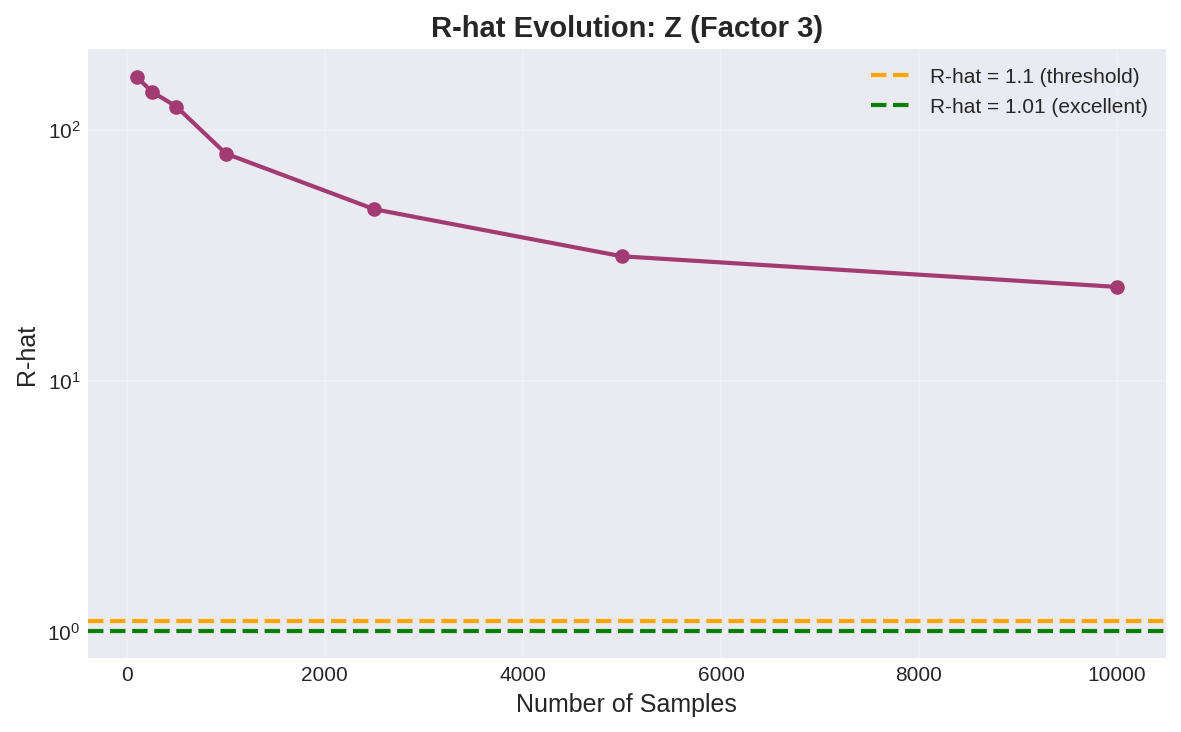 R-hat Evolution: Z (Factor 3)
R-hat = 1.1 (threshold)
R-hat = 1.01 (excellent)
R-hat
10²
10¹
10⁰
0 2000 4000 6000 8000 10000
Number of Samples